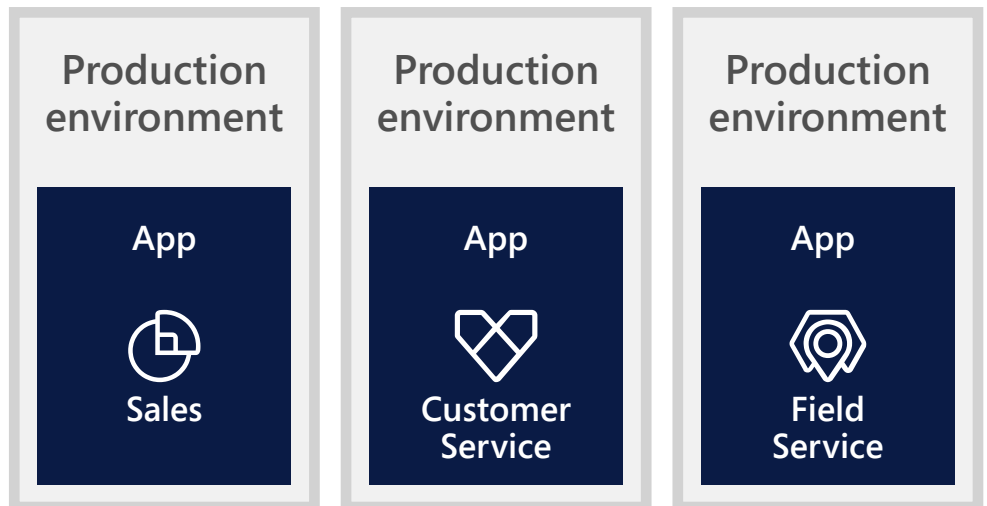 Production
environment
App
Sales
Production
environment
App
Customer
Service
Production
environment
App
Field
Service